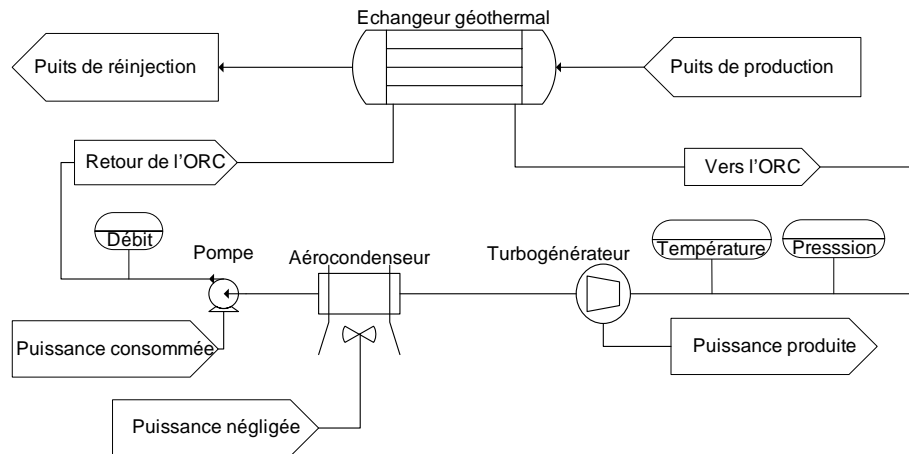 Echangeur géothermal
Puits de réinjection
Puits de production
Retour de l'ORC
Vers l'ORC
Débit
Pompe
Aérocondenseur
Turbogénérateur
Température
Presssion
Puissance consommée
Puissance produite
Puissance négligée